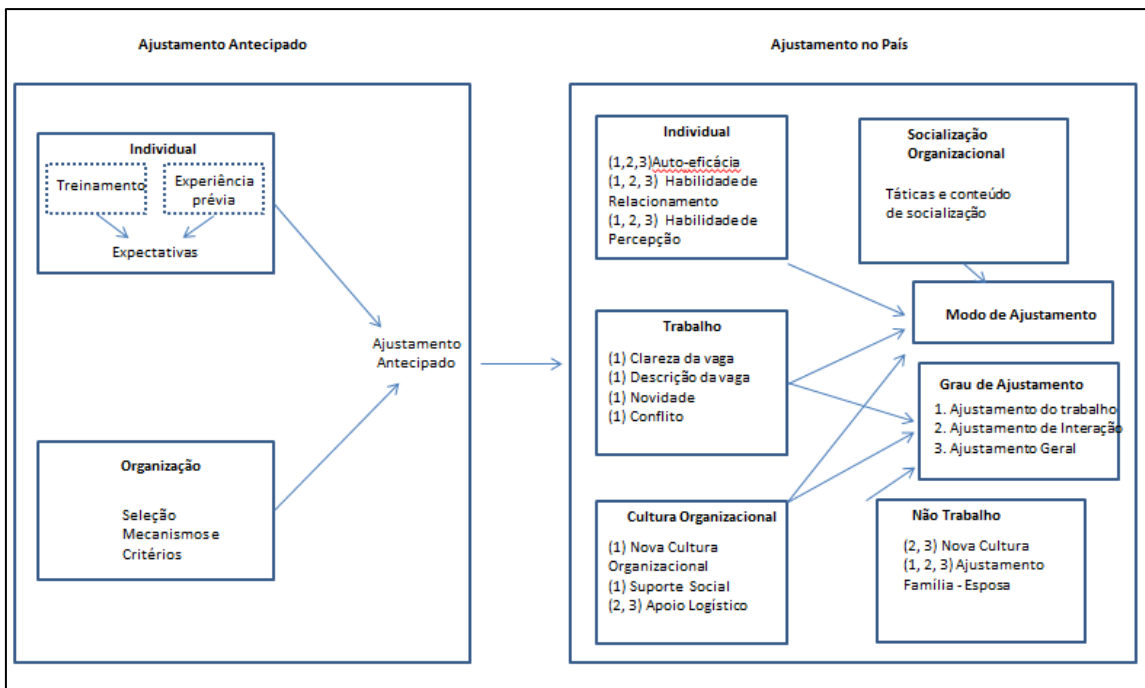 Ajustamento Antecipado
Individual
Treinamento
Experiência
prévia
Expectativas
Ajustamento
Antecipado
Organização
Seleção
Mecanismos e
Critérios
Ajustamento no País
Individual
(1,2,3)Auto-eficácia
(1, 2, 3) Habilidade de
Relacionamento
(1, 2, 3) Habilidade de
Percepção
Socialização
Organizacional
Táticas e conteúdo
de socialização
Modo de Ajustamento
Trabalho
(1) Clareza da vaga
(1) Descrição da vaga
(1) Novidade
(1) Conflito
Grau de Ajustamento
1. Ajustamento do trabalho
2. Ajustamento de Interação
3. Ajustamento Geral
Cultura Organizacional
(1) Nova Cultura
Organizacional
(1) Suporte Social
(2, 3) Apoio Logístico
Não Trabalho
(2, 3) Nova Cultura
(1, 2, 3) Ajustamento
Família - Esposa